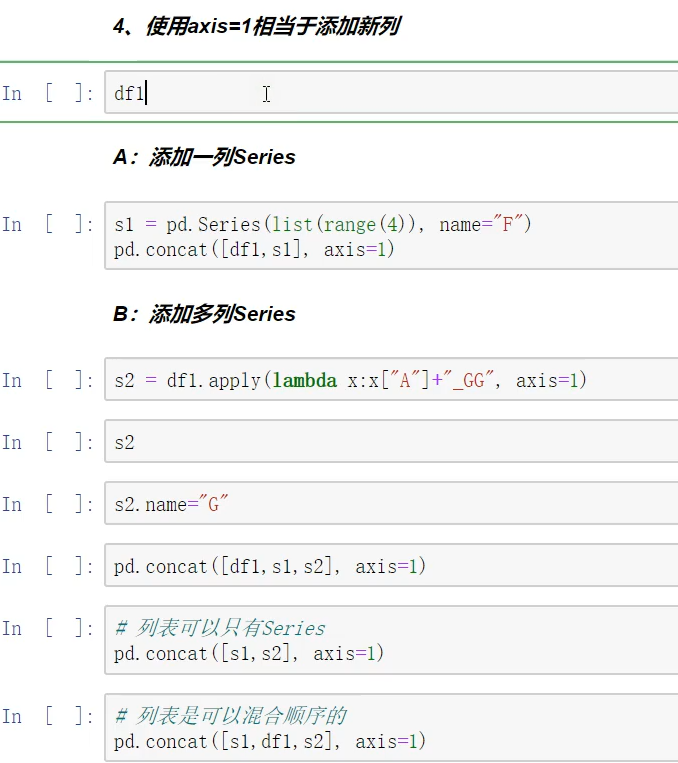 4、使用axis=1相当于添加新列
In [ ]: df1
A：添加一列Series
In [ ]: s1 = pd.Series(list(range(4)), name="F")
pd.concat([df1,s1], axis=1)
B：添加多列Series
In [ ]: s2 = df1.apply(lambda x:x["A"]+"_GG", axis=1)
In [ ]: s2
In [ ]: s2.name="G"
In [ ]: pd.concat([df1,s1,s2], axis=1)
In [ ]: # 列表可以只有Series
pd.concat([s1,s2], axis=1)
In [ ]: # 列表是可以混合顺序的
pd.concat([s1,df1,s2], axis=1)